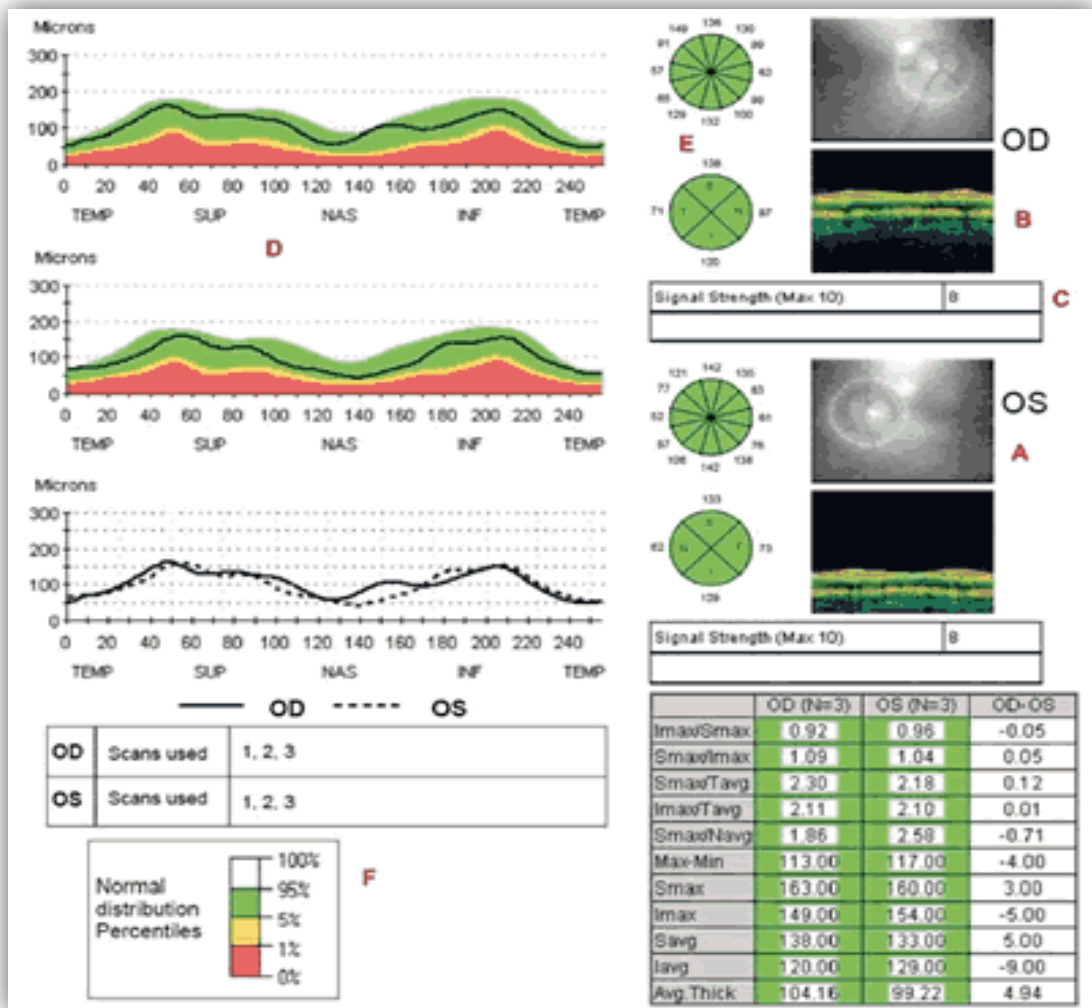 Microns
300
200
100
0
0 20 40 60 80 100 120 140 160 180 200 220 240
TEMP SUP NAS INF TEMP
D
Microns
300
200
100
0
0 20 40 60 80 100 120 140 160 180 200 220 240
TEMP SUP NAS INF TEMP
Microns
300
200
100
0
0 20 40 60 80 100 120 140 160 180 200 220 240
TEMP SUP NAS INF TEMP
OD OS
OD Scans used 1, 2, 3
OS Scans used 1, 2, 3
Normal
distribution
Percentiles
100%
95%
5%
1%
0%
F
136
149 130
91 99
57 63
65 99
129 100
132
E
138
S
71 T N 87
I
OD
B
Signal Strength (Max 10) 8
C
142
121 135
77 83
52 61
97 76
106 138
142
133
S
62 N T 73
I
129
OS
A
Signal Strength (Max 10) 8
OD (N=3) OS (N=3) OD-OS
Imax/Smax 0.92 0.96 -0.05
Smax/Imax 1.09 1.04 0.05
Smax/Tavg 2.30 2.18 0.12
Imax/Tavg 2.11 2.10 0.01
Smax/Navg 1.86 2.58 -0.71
Max-Min 113.00 117.00 -4.00
Smax 163.00 160.00 3.00
Imax 149.00 154.00 -5.00
Savg 138.00 133.00 5.00
Iavg 120.00 129.00 -9.00
Avg.Thick 104.16 99.22 4.94